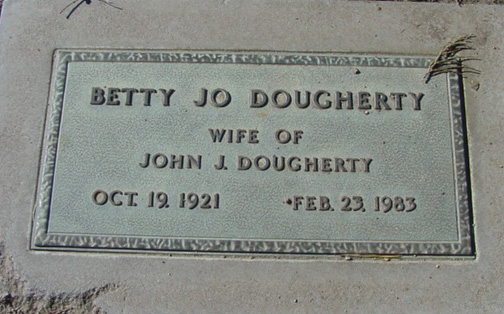 BETTY JO DOUGHERTY
WIFE OF
JOHN J. DOUGHERTY
OCT. 19, 1921 FEB. 23, 1983